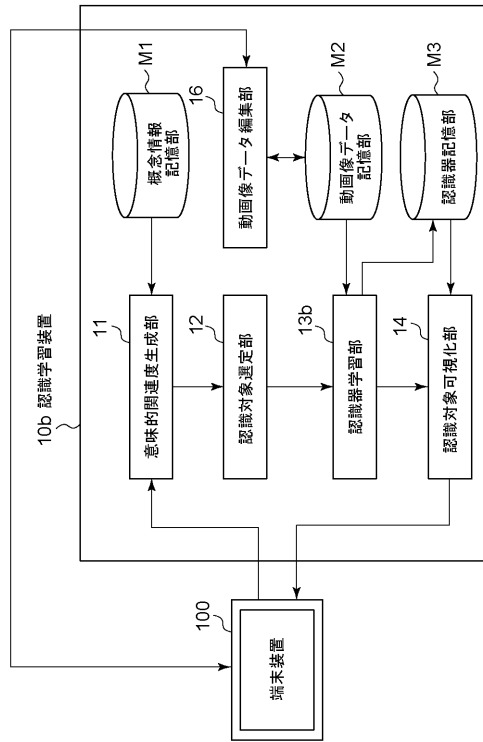 10b 認識学習装置
100
端末装置
11
意味的関連度生成部
12
認識対象選定部
13b
認識器学習部
14
認識対象可視化部
M1
概念情報
記憶部
16
動画像データ編集部
M2
動画像データ
記憶部
M3
認識器記憶部